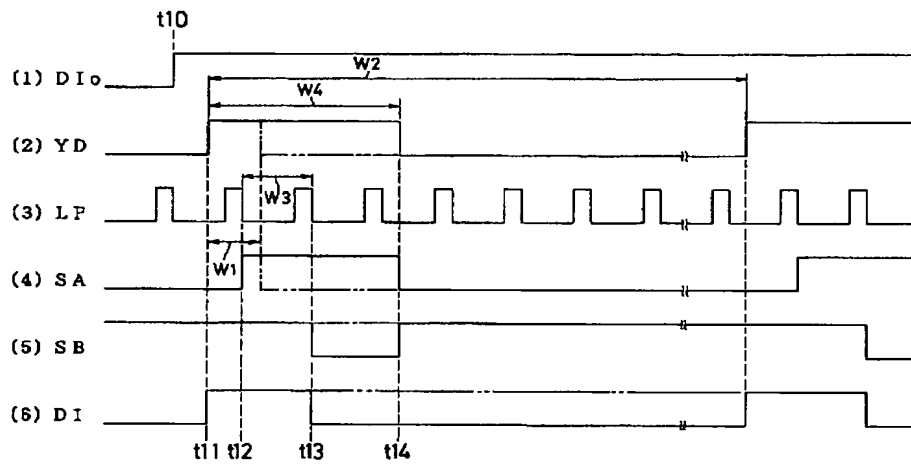 t10
(1) DIo
W2
W4
(2) YD
W3
(3) LP
W1
(4) SA
(5) SB
(6) DI
t11 t12 t13 t14